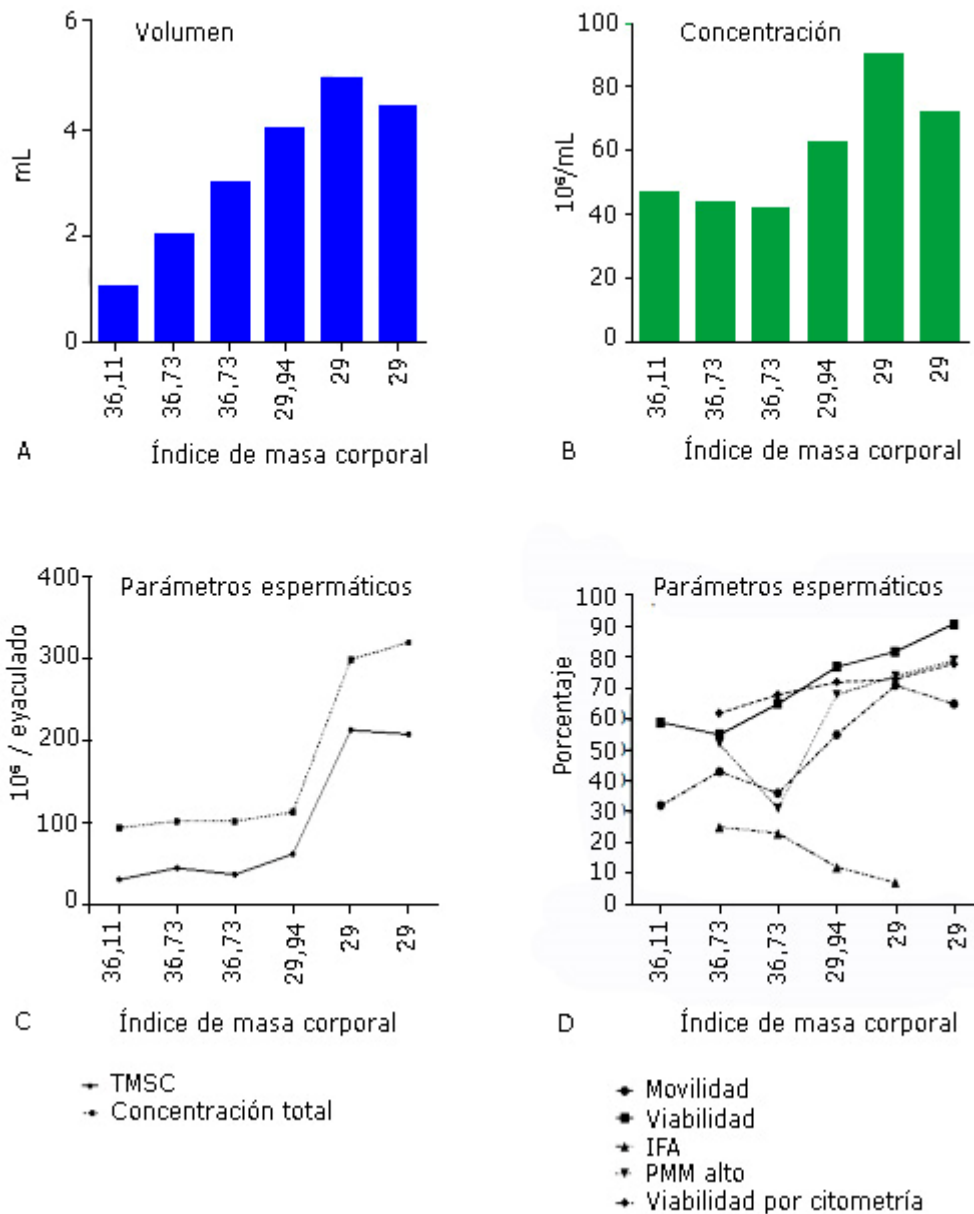 Volumen
mL
6
4
2
0
36,11
36,73
36,73
29,94
29
29
A
Índice de masa corporal
Concentración
10⁶/mL
100
80
60
40
20
0
36,11
36,73
36,73
29,94
29
29
B
Índice de masa corporal
Parámetros espermáticos
10⁶ / eyaculado
400
300
200
100
0
36,11
36,73
36,73
29,94
29
29
C
Índice de masa corporal
TMSC
Concentración total
Parámetros espermáticos
Porcentaje
100
90
80
70
60
50
40
30
20
10
0
36,11
36,73
36,73
29,94
29
29
D
Índice de masa corporal
Movilidad
Viabilidad
IFA
PMM alto
Viabilidad por citometría